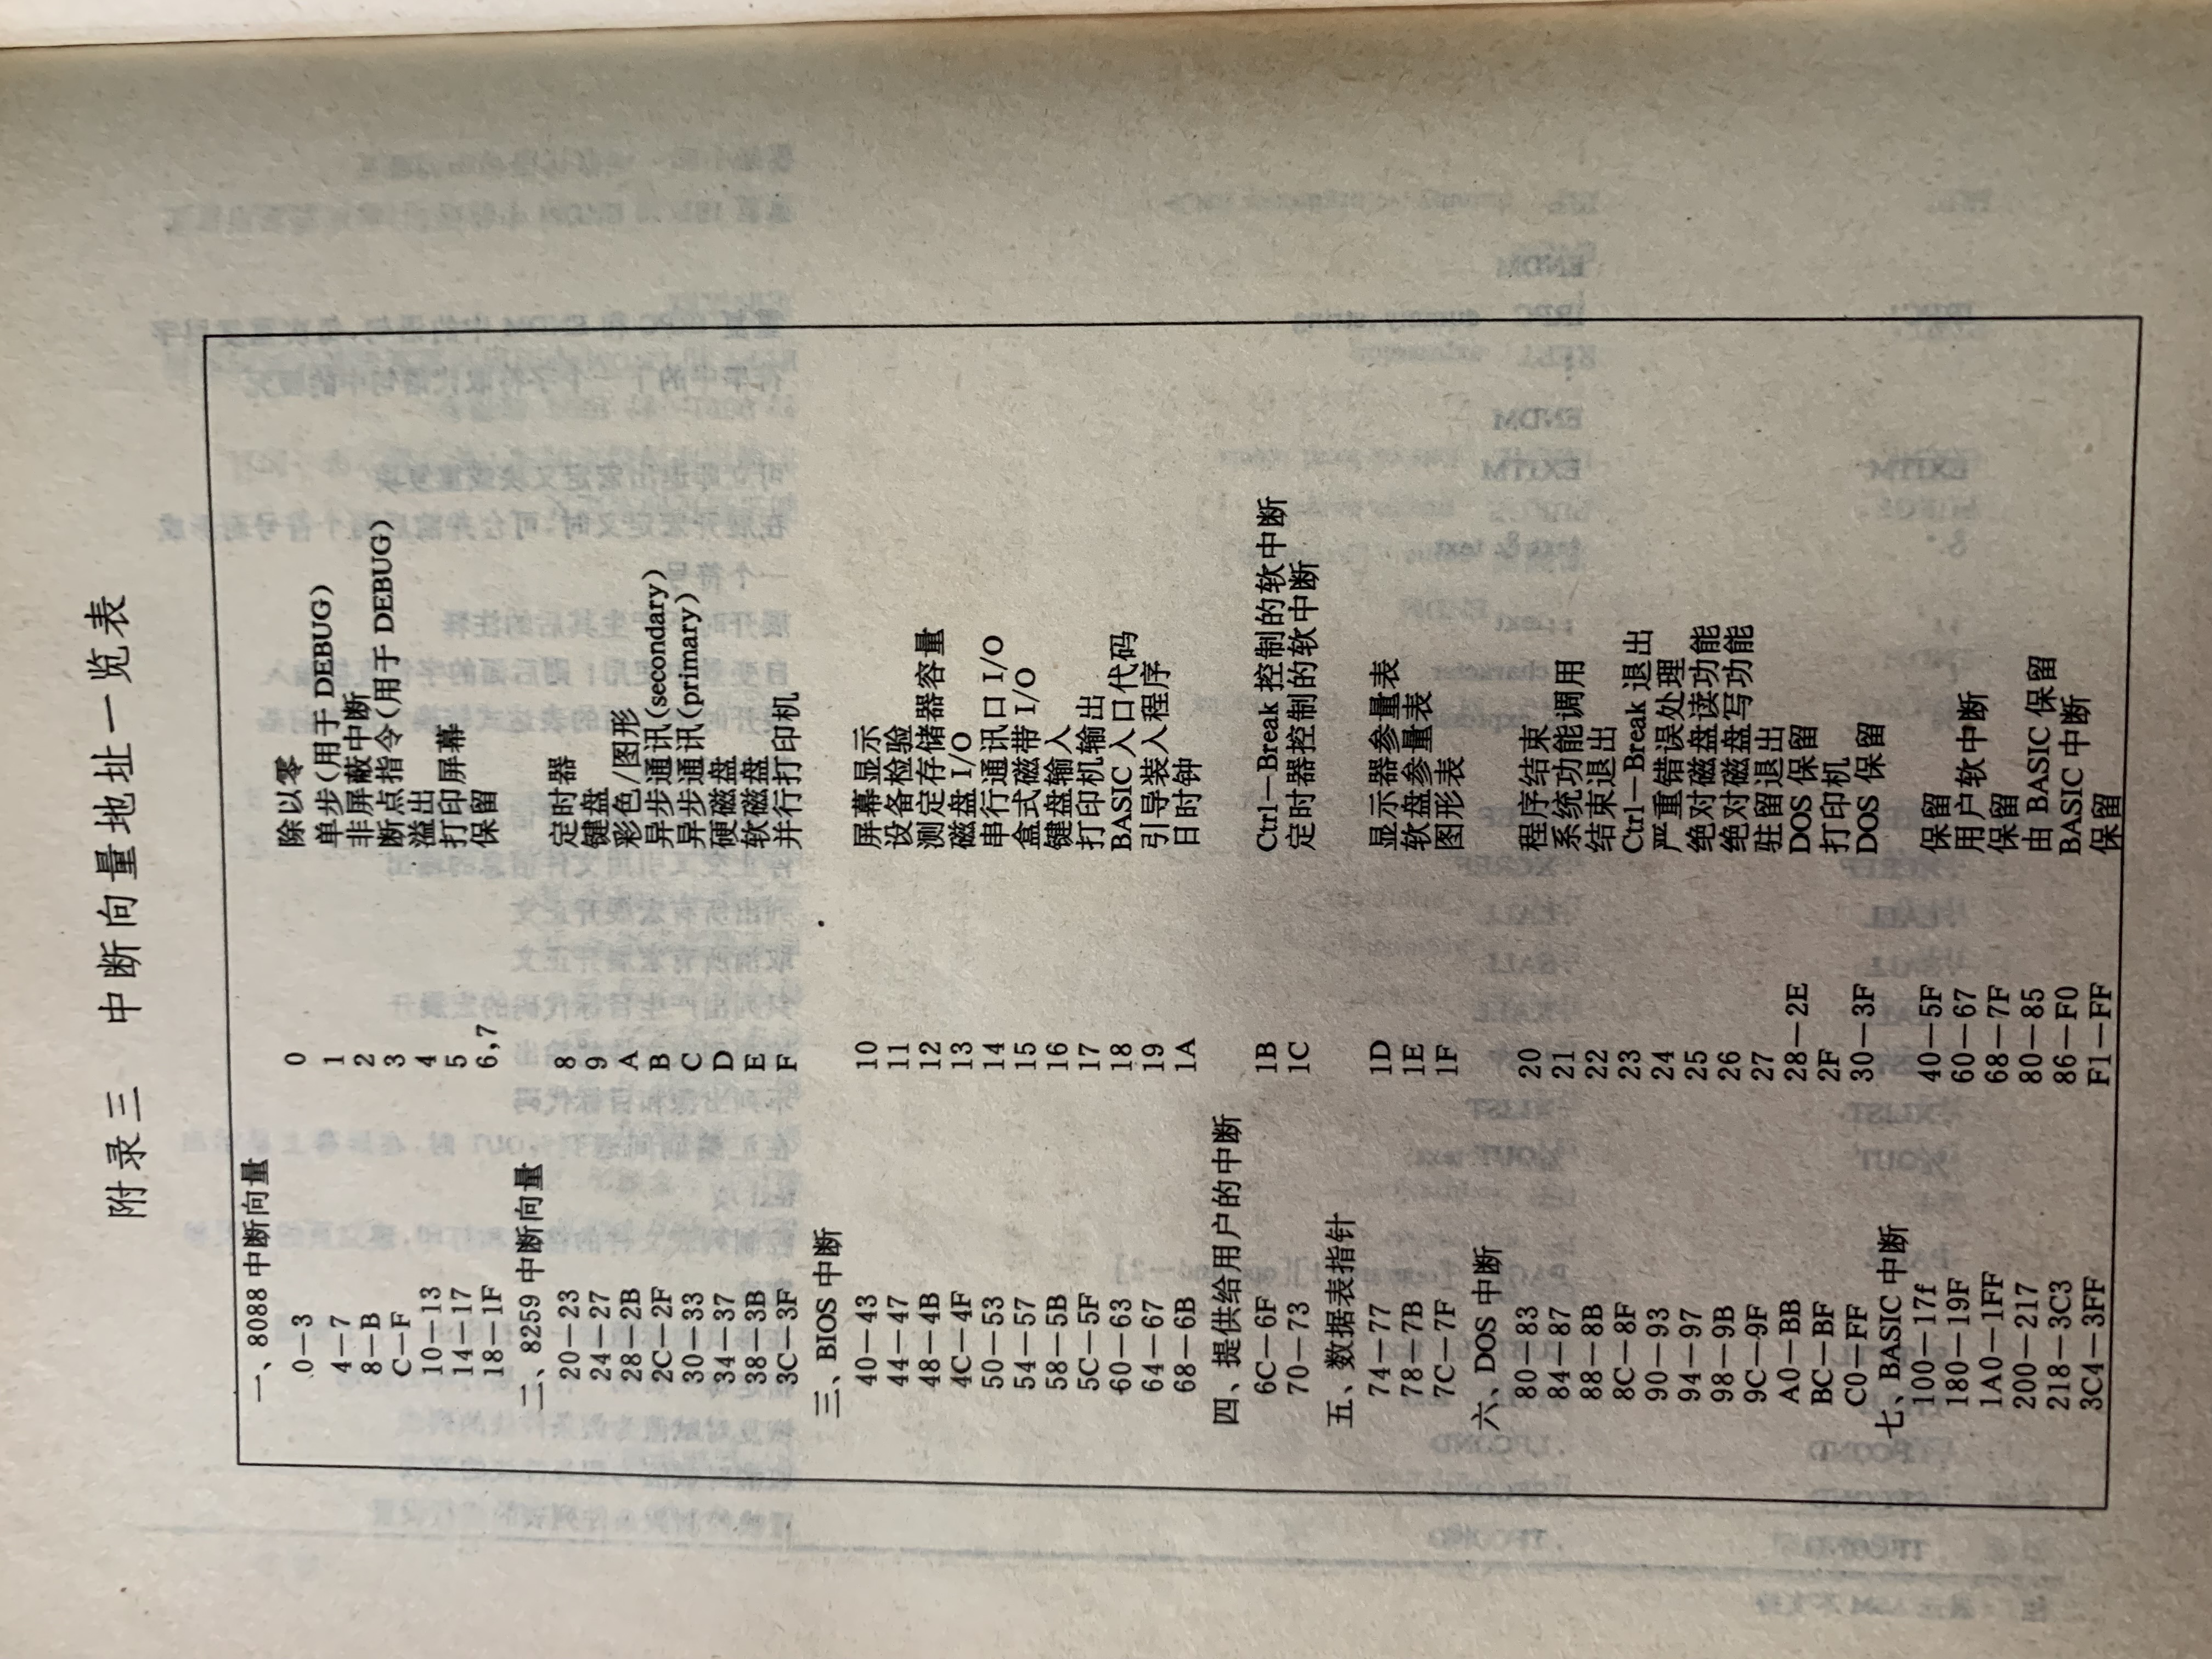 附录三 中断向量地址一览表
一、8088 中断向量
0—3 0 除以零
4—7 1 单步(用于 DEBUG)
8—B 2 非屏蔽中断
C—F 3 断点指令(用于 DEBUG)
10—13 4 溢出
14—17 5 打印屏幕
18—1F 6,7 保留
二、8259 中断向量
20—23 8 定时器
24—27 9 键盘
28—2B A 彩色/图形
2C—2F B 异步通讯(secondary)
30—33 C 异步通讯(primary)
34—37 D 硬磁盘
38—3B E 软磁盘
3C—3F F 并行打印机
三、BIOS 中断
40—43 10 屏幕显示
44—47 11 设备检验
48—4B 12 测定存储器容量
4C—4F 13 磁盘 I/O
50—53 14 串行通讯口 I/O
54—57 15 盒式磁带 I/O
58—5B 16 键盘输入
5C—5F 17 打印机输出
60—63 18 BASIC 入口代码
64—67 19 引导装入程序
68—6B 1A 日时钟
四、提供给用户的中断
6C—6F 1B Ctrl—Break 控制的软中断
70—73 1C 定时器控制的软中断
五、数据表指针
74—77 1D 显示器参量表
78—7B 1E 软盘参量表
7C—7F 1F 图形表
六、DOS 中断
80—83 20 程序结束
84—87 21 系统功能调用
88—8B 22 结束退出
8C—8F 23 Ctrl—Break 退出
90—93 24 严重错误处理
94—97 25 绝对磁盘读功能
98—9B 26 绝对磁盘写功能
9C—9F 27 驻留退出
A0—BB 28—2E DOS 保留
BC—BF 2F 打印机
C0—FF 30—3F DOS 保留
七、BASIC 中断
100—17f 40—5F 保留
180—19F 60—67 用户软中断
1A0—1FF 68—7F 保留
200—217 80—85 由 BASIC 保留
218—3C3 86—F0 BASIC 中断
3C4—3FF F1—FF 保留